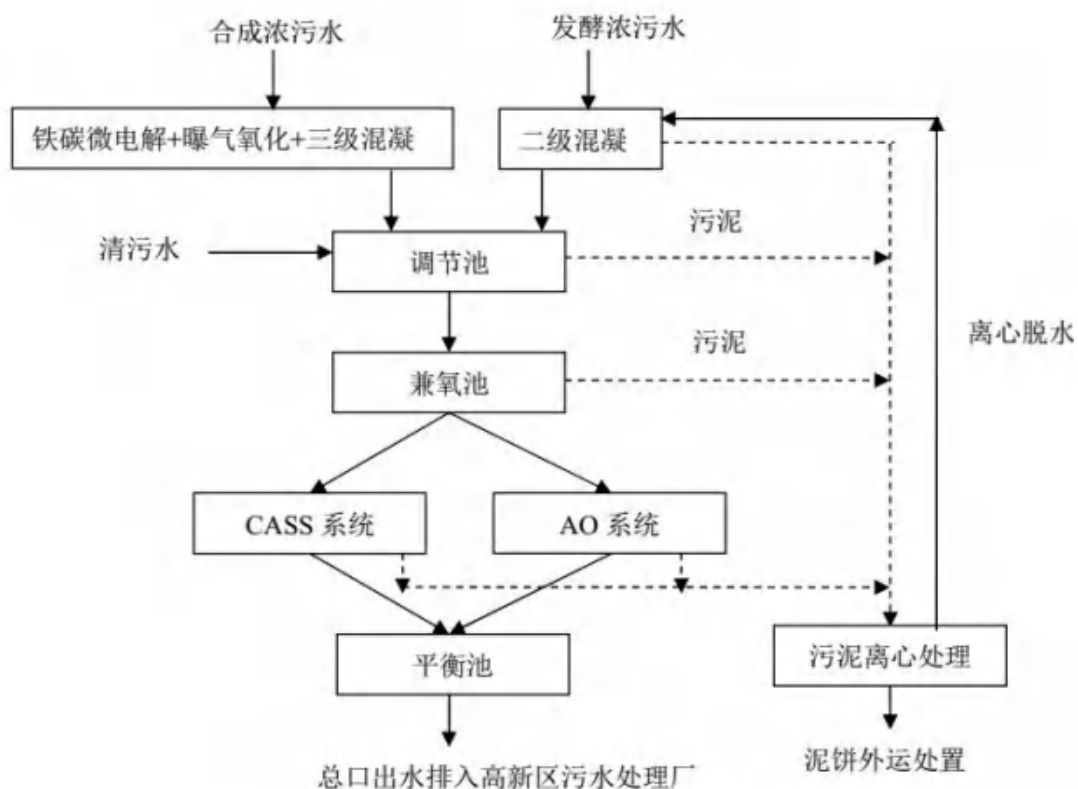 合成浓污水
发酵浓污水
铁碳微电解+曝气氧化+三级混凝
二级混凝
污泥
清污水
调节池
离心脱水
污泥
兼氧池
CASS 系统
AO 系统
平衡池
污泥离心处理
泥饼外运处置
总口出水排入高新区污水处理厂